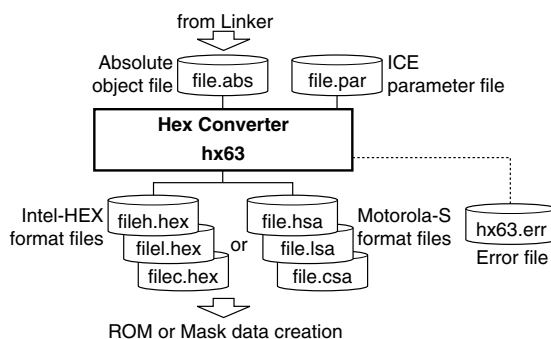 from Linker
Absolute
object file
file.abs
file.par
ICE
parameter file
Hex Converter
hx63
Intel-HEX
format files
fileh.hex
filel.hex
filec.hex
or
file.hsa
file.lsa
file.csa
Motorola-S
format files
hx63.err
Error file
ROM or Mask data creation